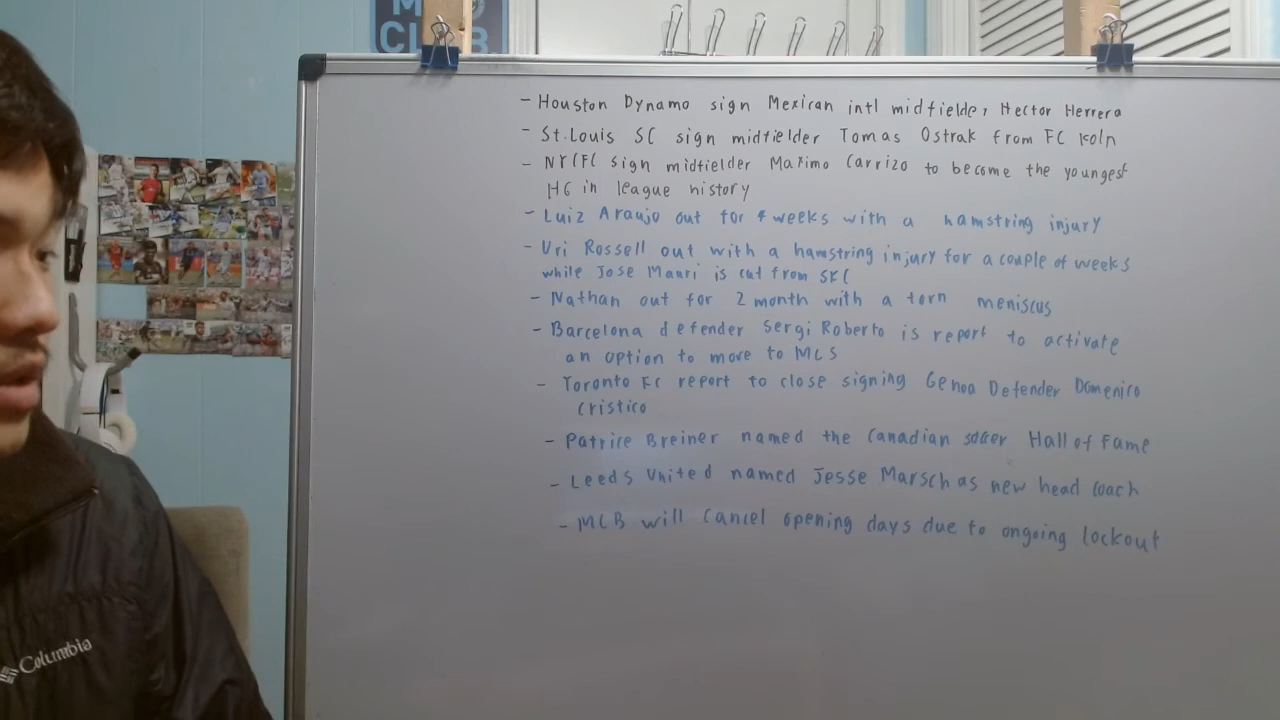 M CLUB
- Houston Dynamo sign Mexican intl midfielder, Hector Herrera
- St. Louis SC sign midfielder Tomas Ostrak from FC Koln
- NYCFC sign midfielder Maximo Carrizo to become the youngest
HG in league history
- Luiz Araujo out for 4 weeks with a hamstring injury
- Uri Rossell out with a hamstring injury for a couple of weeks
while Jose Mauri is cut from SKC
- Nathan out for 2 month with a torn meniscus
- Barcelona defender Sergi Roberto is report to activate
an option to move to MLS
- Toronto FC report to close signing Genoa Defender Domenico
Cristico
- Patrice Breiner named the Canadian soccer Hall of Fame
- Leeds United named Jesse Marsch as new head coach
- MLB will cancel opening days due to ongoing lockout
Columbia